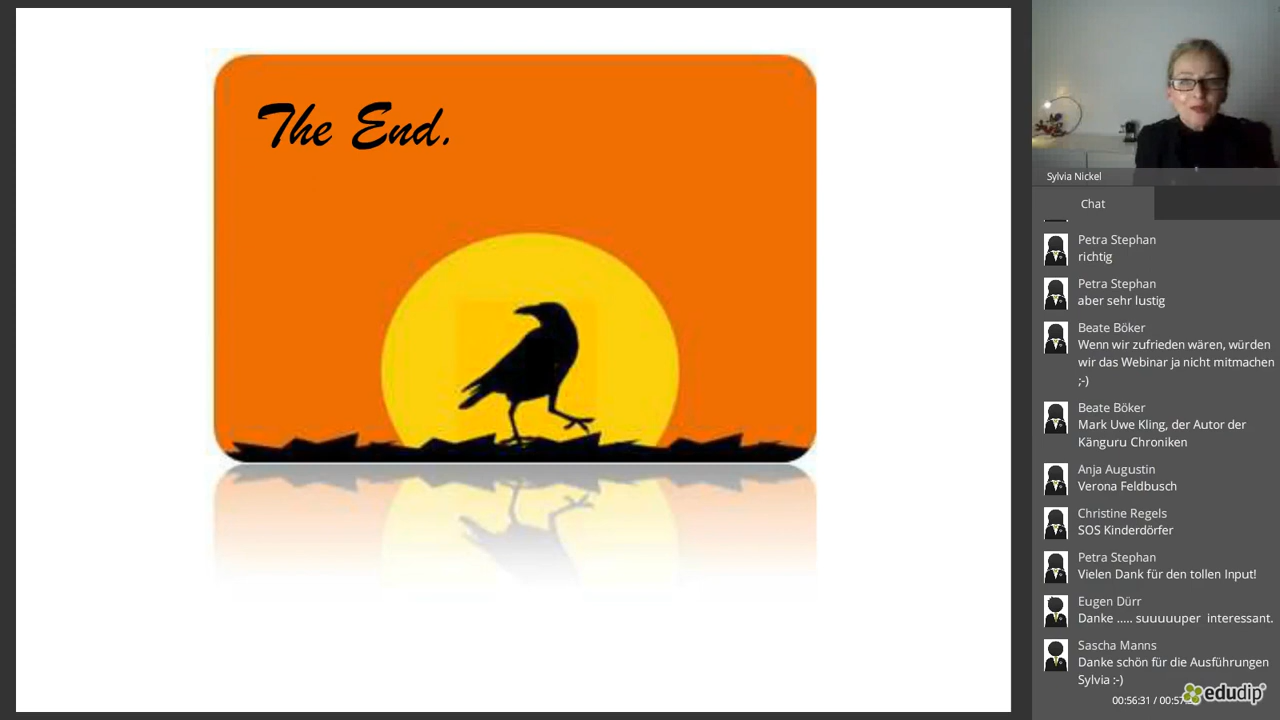 The End.
Sylvia Nickel
Chat
Petra Stephan
richtig
Petra Stephan
aber sehr lustig
Beate Böker
Wenn wir zufrieden wären, würden
wir das Webinar ja nicht mitmachen
;-)
Beate Böker
Mark Uwe Kling, der Autor der
Känguru Chroniken
Anja Augustin
Verona Feldbusch
Christine Regels
SOS Kinderdörfer
Petra Stephan
Vielen Dank für den tollen Input!
Eugen Dürr
Danke ..... suuuuuper interessant.
Sascha Manns
Danke schön für die Ausführungen
Sylvia :-)
00:56:31 /
edudip